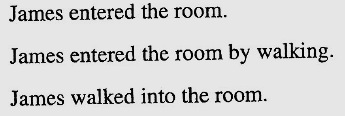 James entered the room.
James entered the room by walking.
James walked into the room.